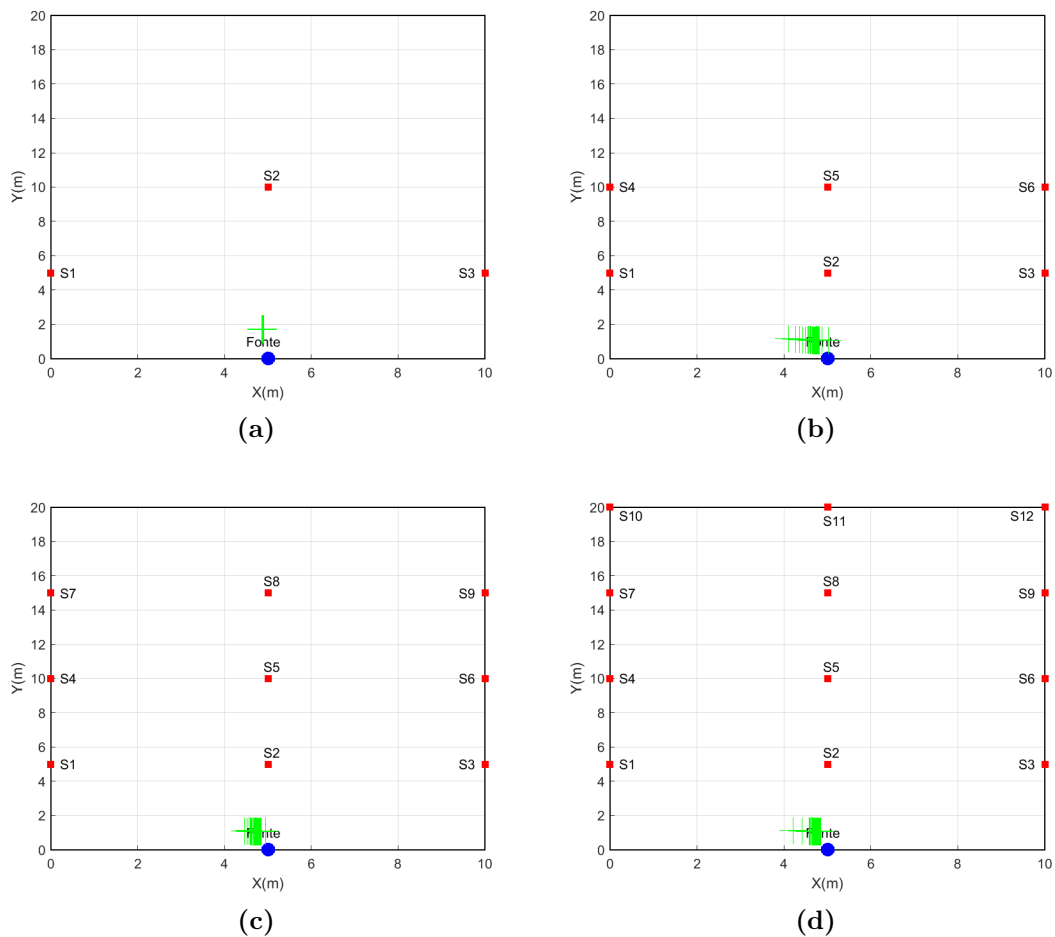 20
18
16
14
12
10
8
6
4
2
0
Y(m)
S2
S1
S3
Fonte
0 2 4 6 8 10
X(m)
(a)
20
18
16
14
12
10
8
6
4
2
0
Y(m)
S4
S5
S6
S1
S2
S3
Fonte
0 2 4 6 8 10
X(m)
(b)
20
18
16
14
12
10
8
6
4
2
0
Y(m)
S7
S8
S9
S4
S5
S6
S1
S2
S3
Fonte
0 2 4 6 8 10
X(m)
(c)
20
18
16
14
12
10
8
6
4
2
0
Y(m)
S10
S11
S12
S7
S8
S9
S4
S5
S6
S1
S2
S3
Fonte
0 2 4 6 8 10
X(m)
(d)